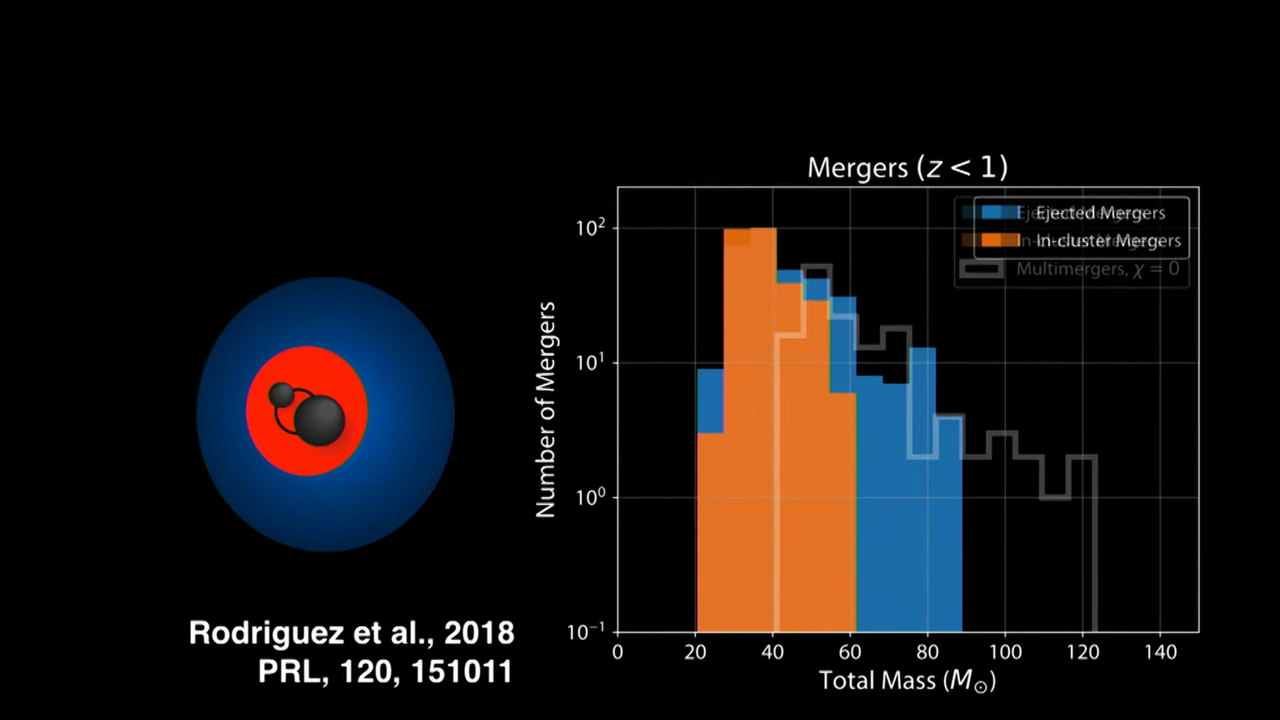 Mergers (z < 1)
Ejected Mergers
In-cluster Mergers
Multimergers, χ = 0
Number of Mergers
10²
10¹
10⁰
10⁻¹
0 20 40 60 80 100 120 140
Total Mass (M⊙)
Rodriguez et al., 2018
PRL, 120, 151011